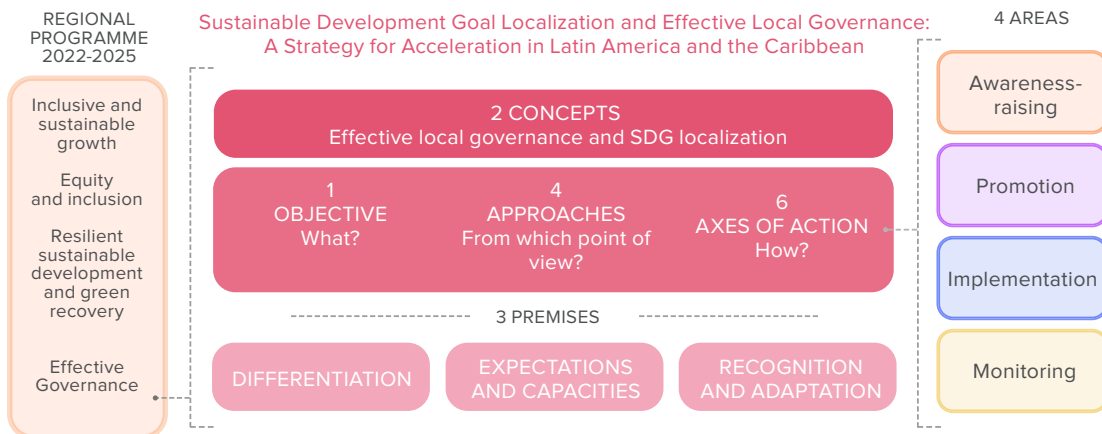 REGIONAL
PROGRAMME
2022-2025
Inclusive and
sustainable
growth
Equity
and inclusion
Resilient
sustainable
development
and green
recovery
Effective
Governance
Sustainable Development Goal Localization and Effective Local Governance:
A Strategy for Acceleration in Latin America and the Caribbean
2 CONCEPTS
Effective local governance and SDG localization
1
OBJECTIVE
What?
4
APPROACHES
From which point of
view?
6
AXES OF ACTION
How?
3 PREMISES
DIFFERENTIATION
EXPECTATIONS
AND CAPACITIES
RECOGNITION
AND ADAPTATION
4 AREAS
Awareness-
raising
Promotion
Implementation
Monitoring